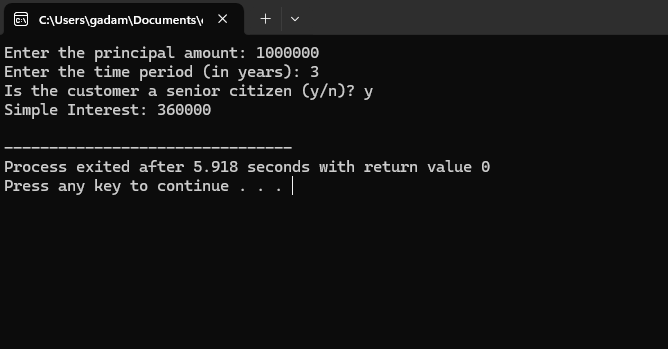 C:\Users\gadam\Documents\
Enter the principal amount: 1000000
Enter the time period (in years): 3
Is the customer a senior citizen (y/n)? y
Simple Interest: 360000
--------------------------------
Process exited after 5.918 seconds with return value 0
Press any key to continue . . .